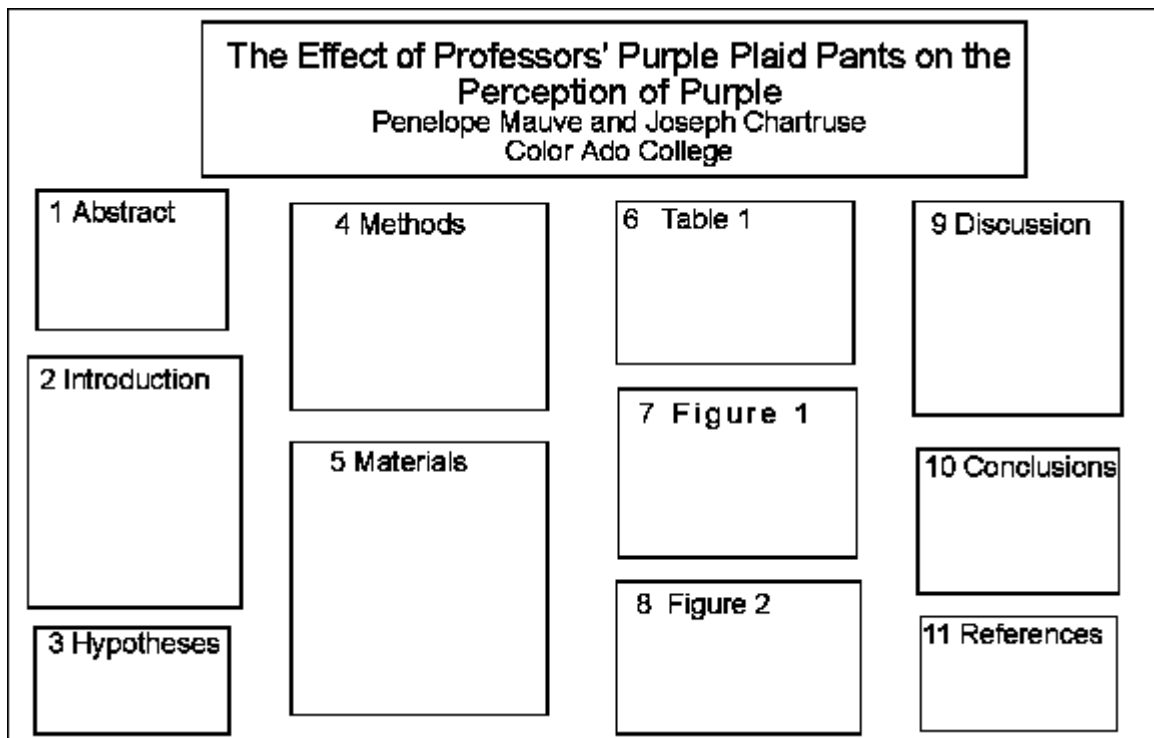 The Effect of Professors' Purple Plaid Pants on the
Perception of Purple
Penelope Mauve and Joseph Chartruse
Color Ado College
1 Abstract
2 Introduction
3 Hypotheses
4 Methods
5 Materials
6 Table 1
7 Figure 1
8 Figure 2
9 Discussion
10 Conclusions
11 References